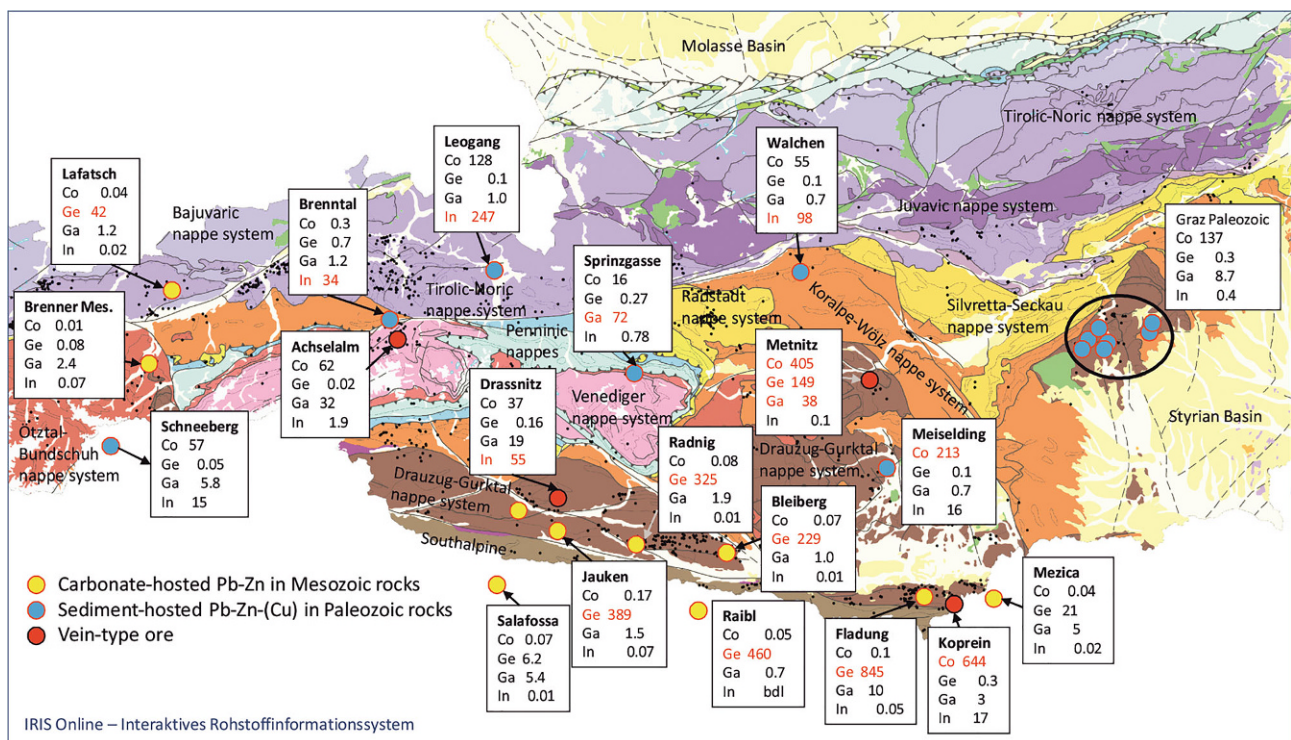 Molasse Basin
Tirolic-Noric nappe system
Leogang
Co 128
Ge 0.1
Ga 1.0
In 247
Walchen
Co 55
Ge 0.1
Ga 0.7
In 98
Lafatsch
Co 0.04
Ge 42
Ga 1.2
In 0.02
Bajuvaric
nappe system
Brenntal
Co 0.3
Ge 0.7
Ga 1.2
In 34
Juvavic nappe system
Graz Paleozoic
Co 137
Ge 0.3
Ga 8.7
In 0.4
Sprinzgasse
Co 16
Ge 0.27
Ga 72
In 0.78
Tirolic-Noric
nappe system
Radstadt
nappe system
Koralpe-Wölz nappe system
Silvretta-Seckau
nappe system
Brenner Mes.
Co 0.01
Ge 0.08
Ga 2.4
In 0.07
Penninic
nappes
Achselalm
Co 62
Ge 0.02
Ga 32
In 1.9
Metnitz
Co 405
Ge 149
Ga 38
In 0.1
Drassnitz
Co 37
Ge 0.16
Ga 19
In 55
Venediger
nappe system
Styrian Basin
Ötztal-
Bundschuh
nappe system
Schneeberg
Co 57
Ge 0.05
Ga 5.8
In 15
Radnig
Co 0.08
Ge 325
Ga 1.9
In 0.01
Drauzug-Gurktal
nappe system
Meiselding
Co 213
Ge 0.1
Ga 0.7
In 16
Drauzug-Gurktal
nappe system
Bleiberg
Co 0.07
Ge 229
Ga 1.0
In 0.01
Southalpine
Carbonate-hosted Pb-Zn in Mesozoic rocks
Sediment-hosted Pb-Zn-(Cu) in Paleozoic rocks
Vein-type ore
Jauken
Co 0.17
Ge 389
Ga 1.5
In 0.07
Mezica
Co 0.04
Ge 21
Ga 5
In 0.02
Salafossa
Co 0.07
Ge 6.2
Ga 5.4
In 0.01
Raibl
Co 0.05
Ge 460
Ga 0.7
In bdl
Fladung
Co 0.1
Ge 845
Ga 10
In 0.05
Koprein
Co 644
Ge 0.3
Ga 3
In 17
IRIS Online – Interaktives Rohstoffinformationssystem